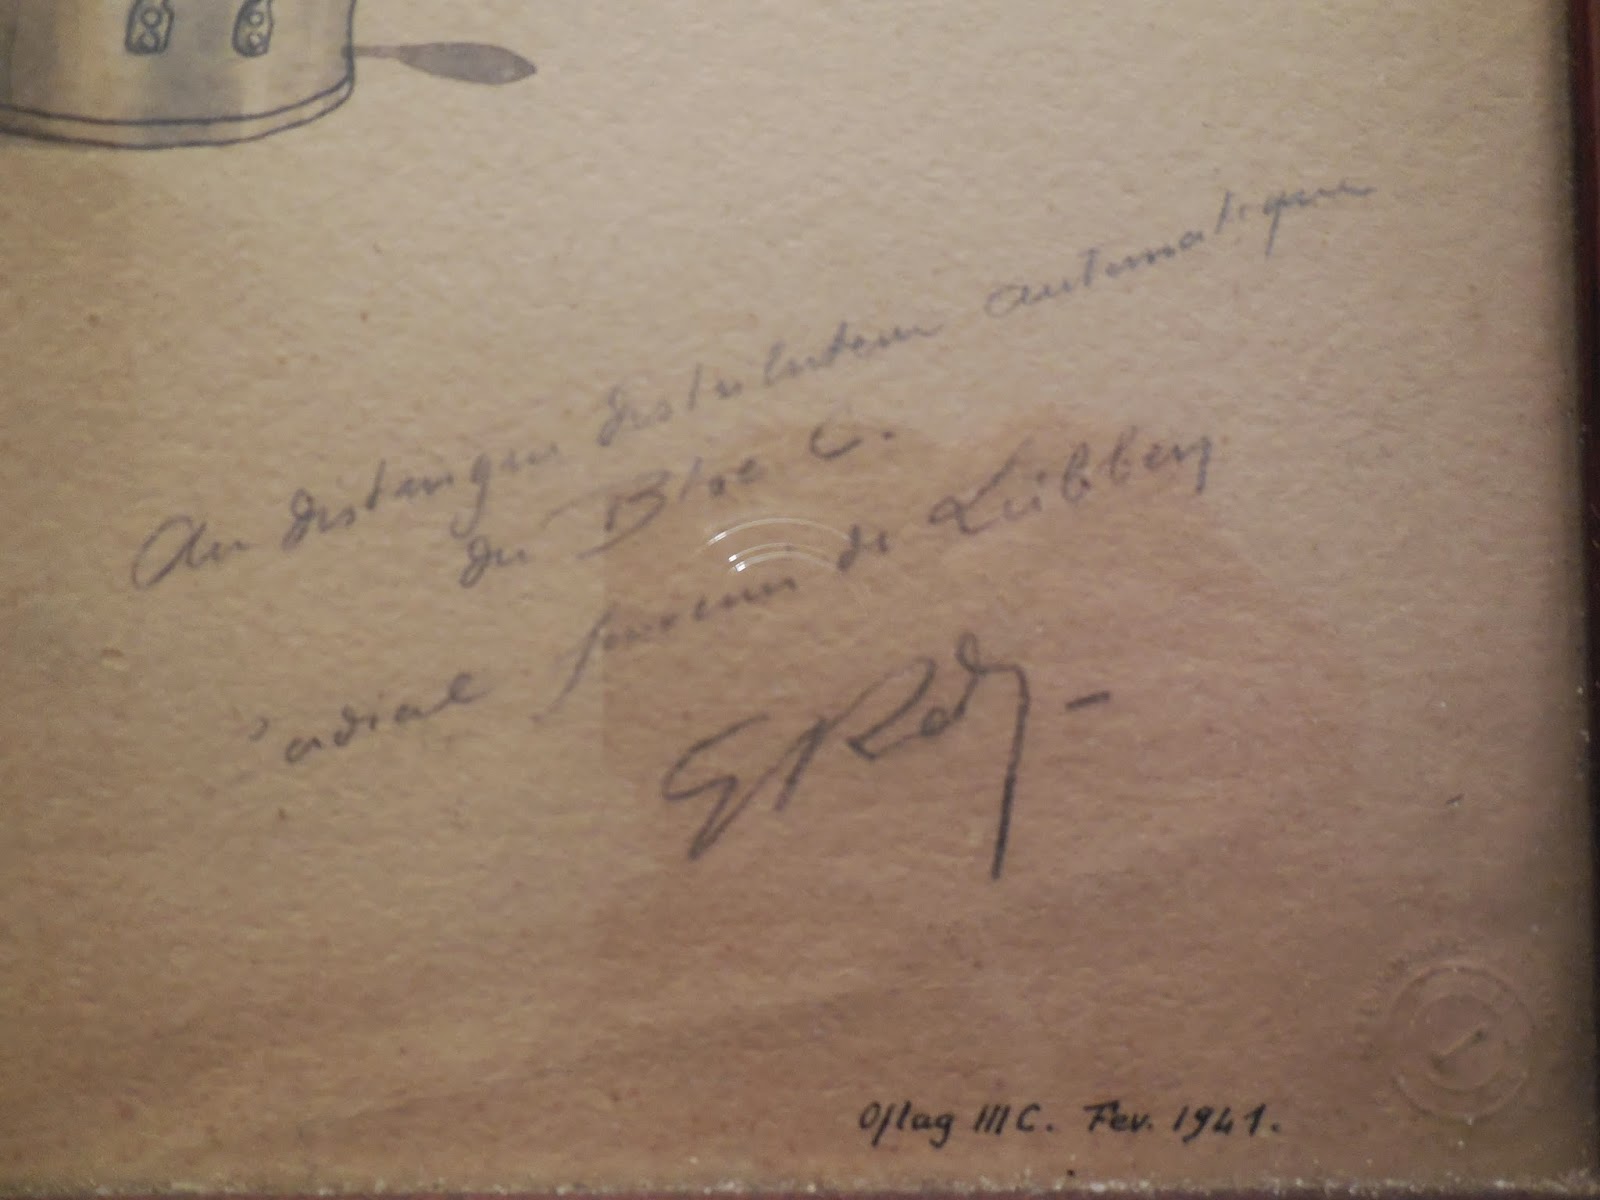 Au distingué distributeur automatique
du Bloc C.
Cordial souvenir de Lübben
Oflag III C. Fev. 1941.